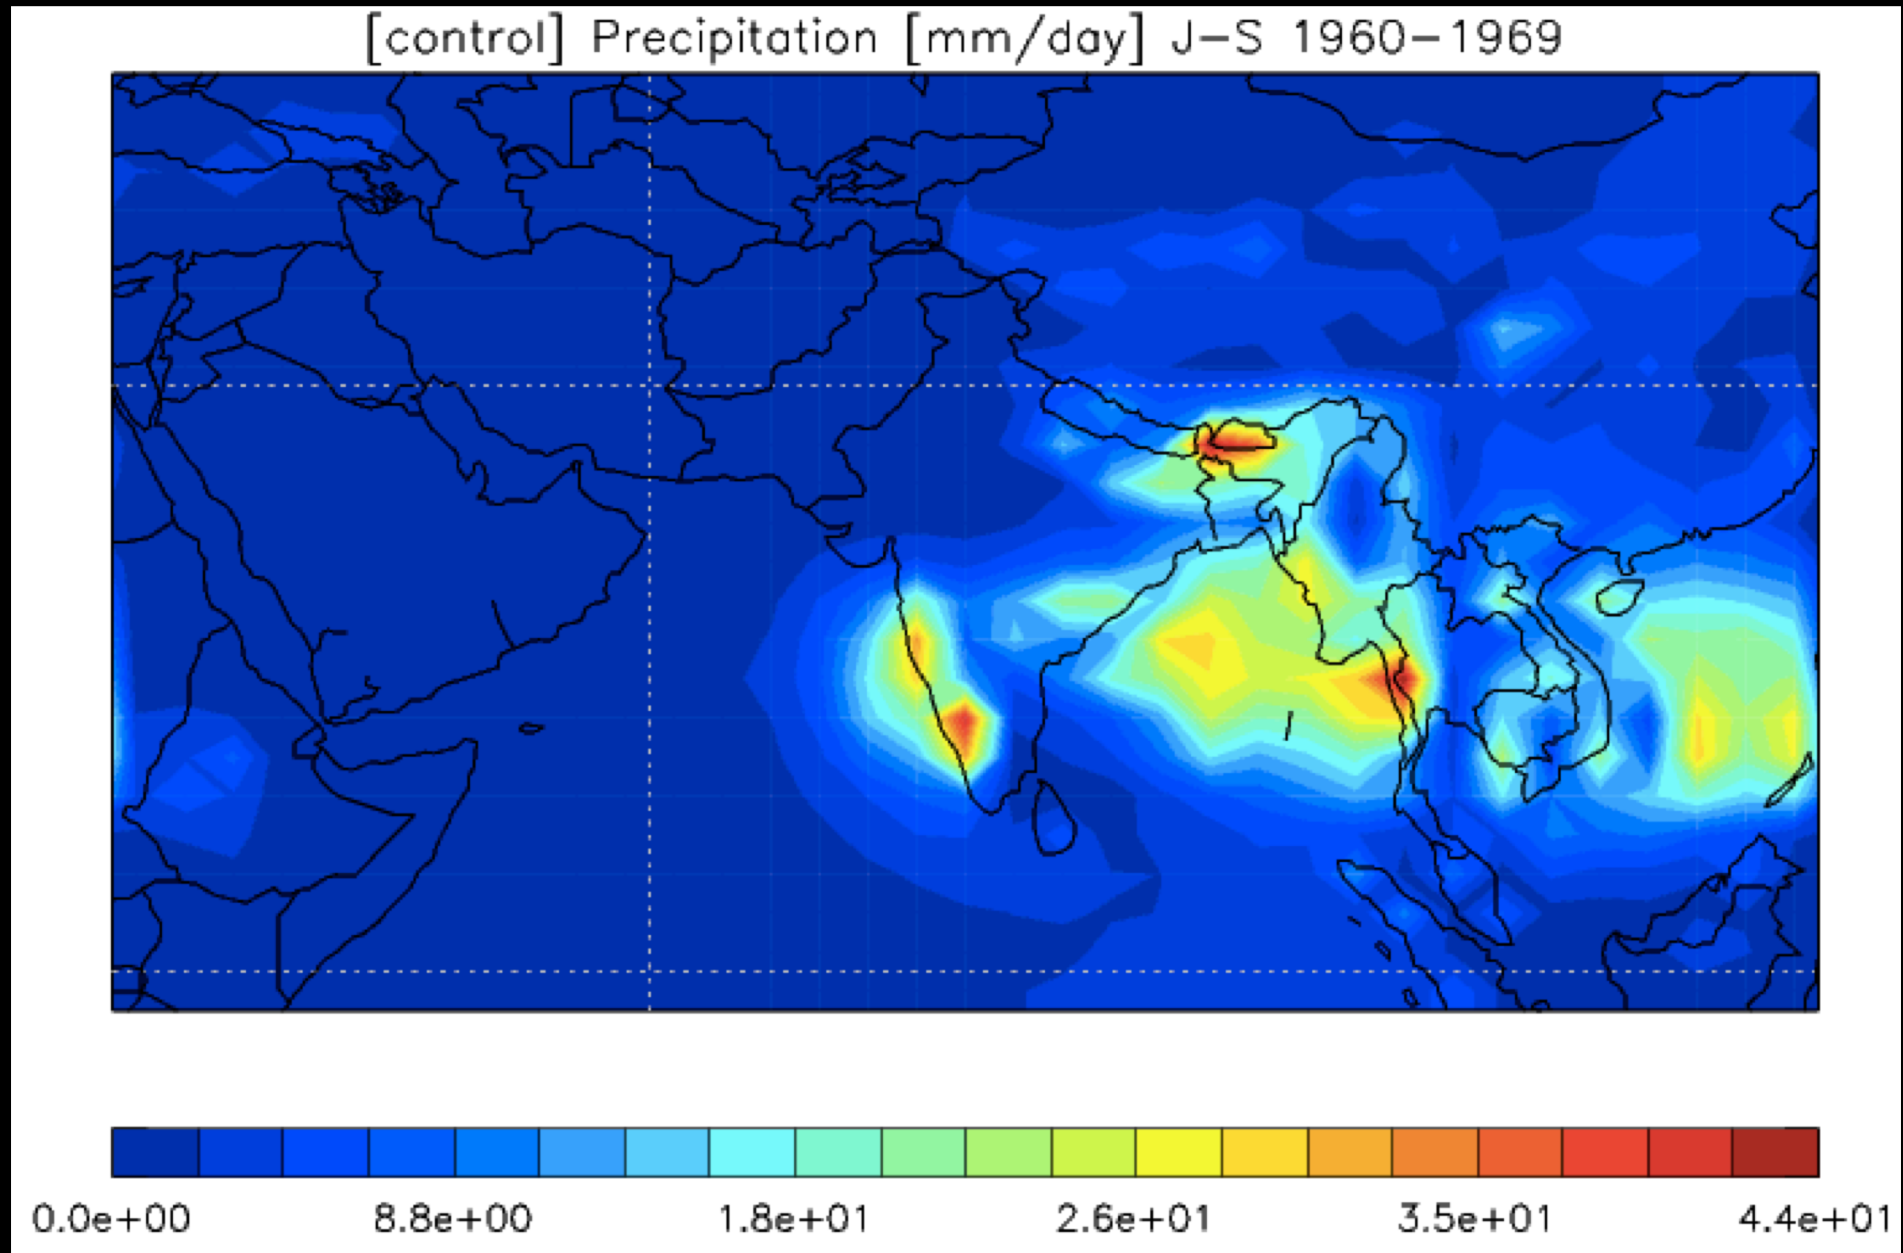 [control] Precipitation [mm/day] J-S 1960-1969
0.0e+00 8.8e+00 1.8e+01 2.6e+01 3.5e+01 4.4e+01